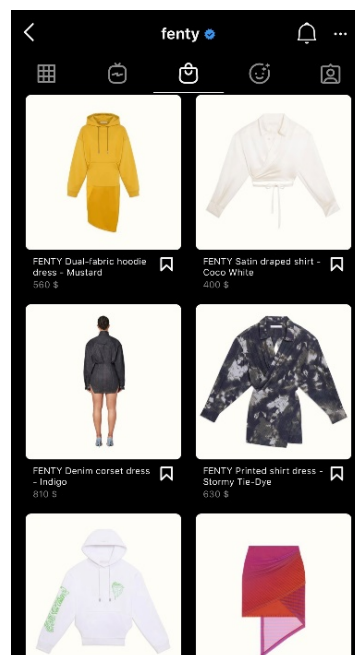 fenty
FENTY Dual-fabric hoodie
dress - Mustard
560 $
FENTY Satin draped shirt -
Coco White
400 $
FENTY Denim corset dress
- Indigo
810 $
FENTY Printed shirt dress -
Stormy Tie-Dye
630 $